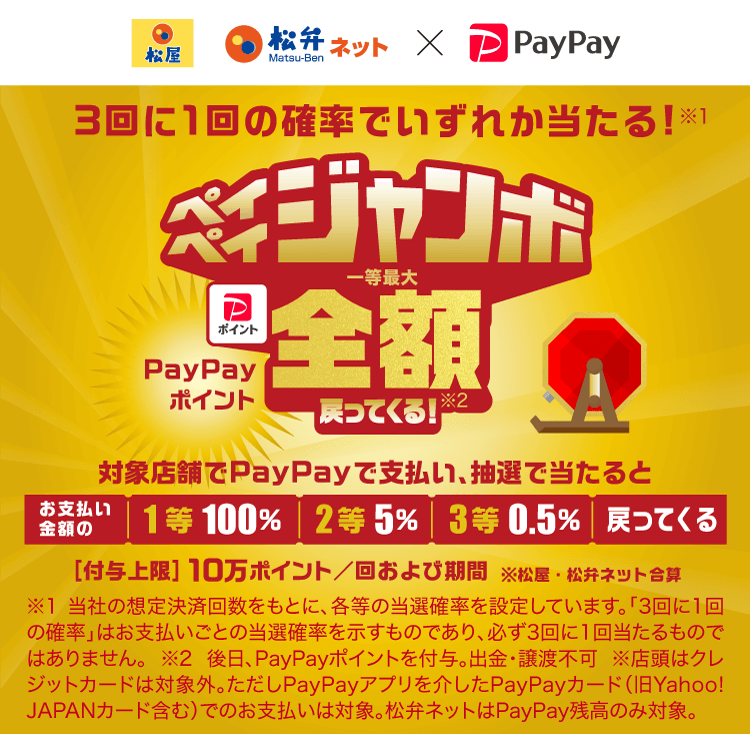 松屋 松弁ネット Matsu-Ben × PayPay
3回に1回の確率でいずれか当たる!※1
ペイペイジャンボ
一等最大
ポイント
全額
PayPay
ポイント
戻ってくる!※2
対象店舗でPayPayで支払い、抽選で当たると
お支払い金額の 1等 100% 2等 5% 3等 0.5% 戻ってくる
[付与上限]10万ポイント/回および期間 ※松屋・松弁ネット合算
※1 当社の想定決済回数をもとに、各等の当選確率を設定しています。「3回に1回
の確率」はお支払いごとの当選確率を示すものであり、必ず3回に1回当たるもので
はありません。 ※2 後日、PayPayポイントを付与。出金・譲渡不可 ※店頭はクレ
ジットカードは対象外。ただしPayPayアプリを介したPayPayカード(旧Yahoo!
JAPANカード含む)でのお支払いは対象。松弁ネットはPayPay残高のみ対象。